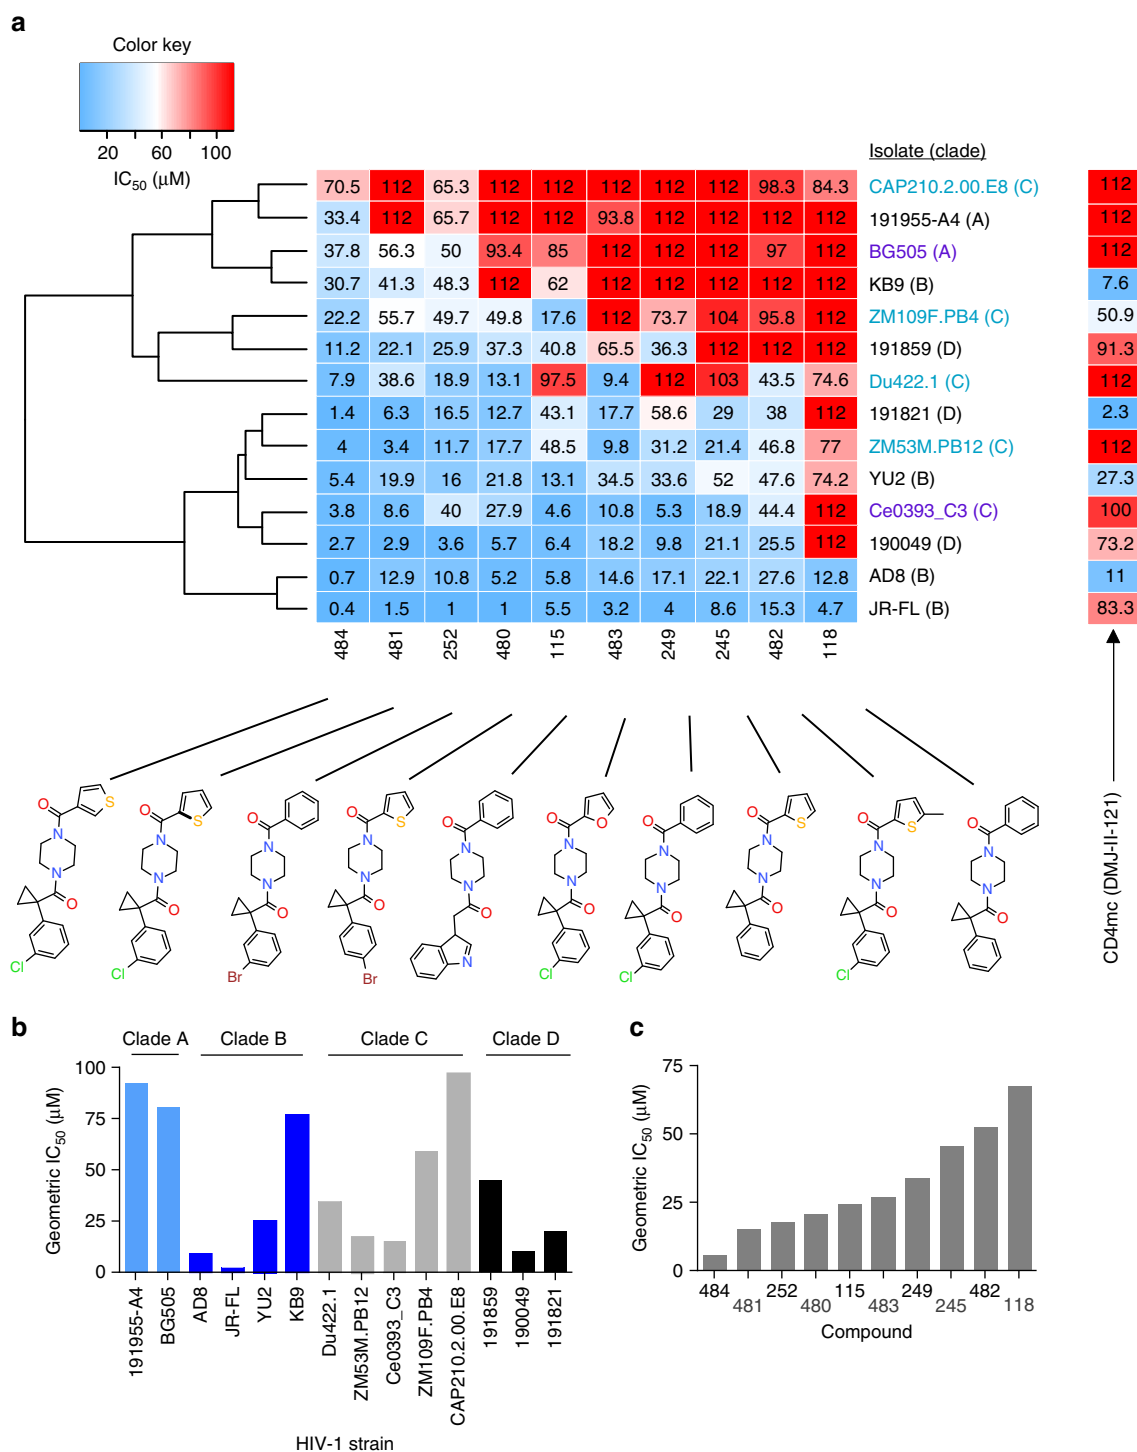 a
Color key
20 60 100
IC50 (μM)
Isolate (clade)
70.5 112 65.3 112 112 112 112 112 98.3 84.3 CAP210.2.00.E8 (C) 112
33.4 112 65.7 112 112 93.8 112 112 112 112 191955-A4 (A) 112
37.8 56.3 50 93.4 85 112 112 112 97 112 BG505 (A) 112
30.7 41.3 48.3 112 62 112 112 112 112 112 KB9 (B) 7.6
22.2 55.7 49.7 49.8 17.6 112 73.7 104 95.8 112 ZM109F.PB4 (C) 50.9
11.2 22.1 25.9 37.3 40.8 65.5 36.3 112 112 112 191859 (D) 91.3
7.9 38.6 18.9 13.1 97.5 9.4 112 103 43.5 74.6 Du422.1 (C) 112
1.4 6.3 16.5 12.7 43.1 17.7 58.6 29 38 112 191821 (D) 2.3
4 3.4 11.7 17.7 48.5 9.8 31.2 21.4 46.8 77 ZM53M.PB12 (C) 112
5.4 19.9 16 21.8 13.1 34.5 33.6 52 47.6 74.2 YU2 (B) 27.3
3.8 8.6 40 27.9 4.6 10.8 5.3 18.9 44.4 112 Ce0393_C3 (C) 100
2.7 2.9 3.6 5.7 6.4 18.2 9.8 21.1 25.5 112 190049 (D) 73.2
0.7 12.9 10.8 5.2 5.8 14.6 17.1 22.1 27.6 12.8 AD8 (B) 11
0.4 1.5 1 1 5.5 3.2 4 8.6 15.3 4.7 JR-FL (B) 83.3
484 481 252 480 115 483 249 245 482 118
CD4mc (DMJ-II-121)
O S N N O Cl
O S N N O Cl
O N N O Br
O S N N O Br
O N N O N
O O N N O Cl
O N N O Cl
O S N N O
O S N N O Cl
O N N O
b
Clade A Clade B Clade C Clade D
Geometric IC50 (μM)
100
75
50
25
0
191955-A4 BG505 AD8 JR-FL YU2 KB9 Du422.1 ZM53M.PB12 Ce0393_C3 ZM109F.PB4 CAP210.2.00.E8 191859 190049 191821
HIV-1 strain
c
Geometric IC50 (μM)
75
50
25
0
484 252 115 249 482
481 480 483 245 118
Compound